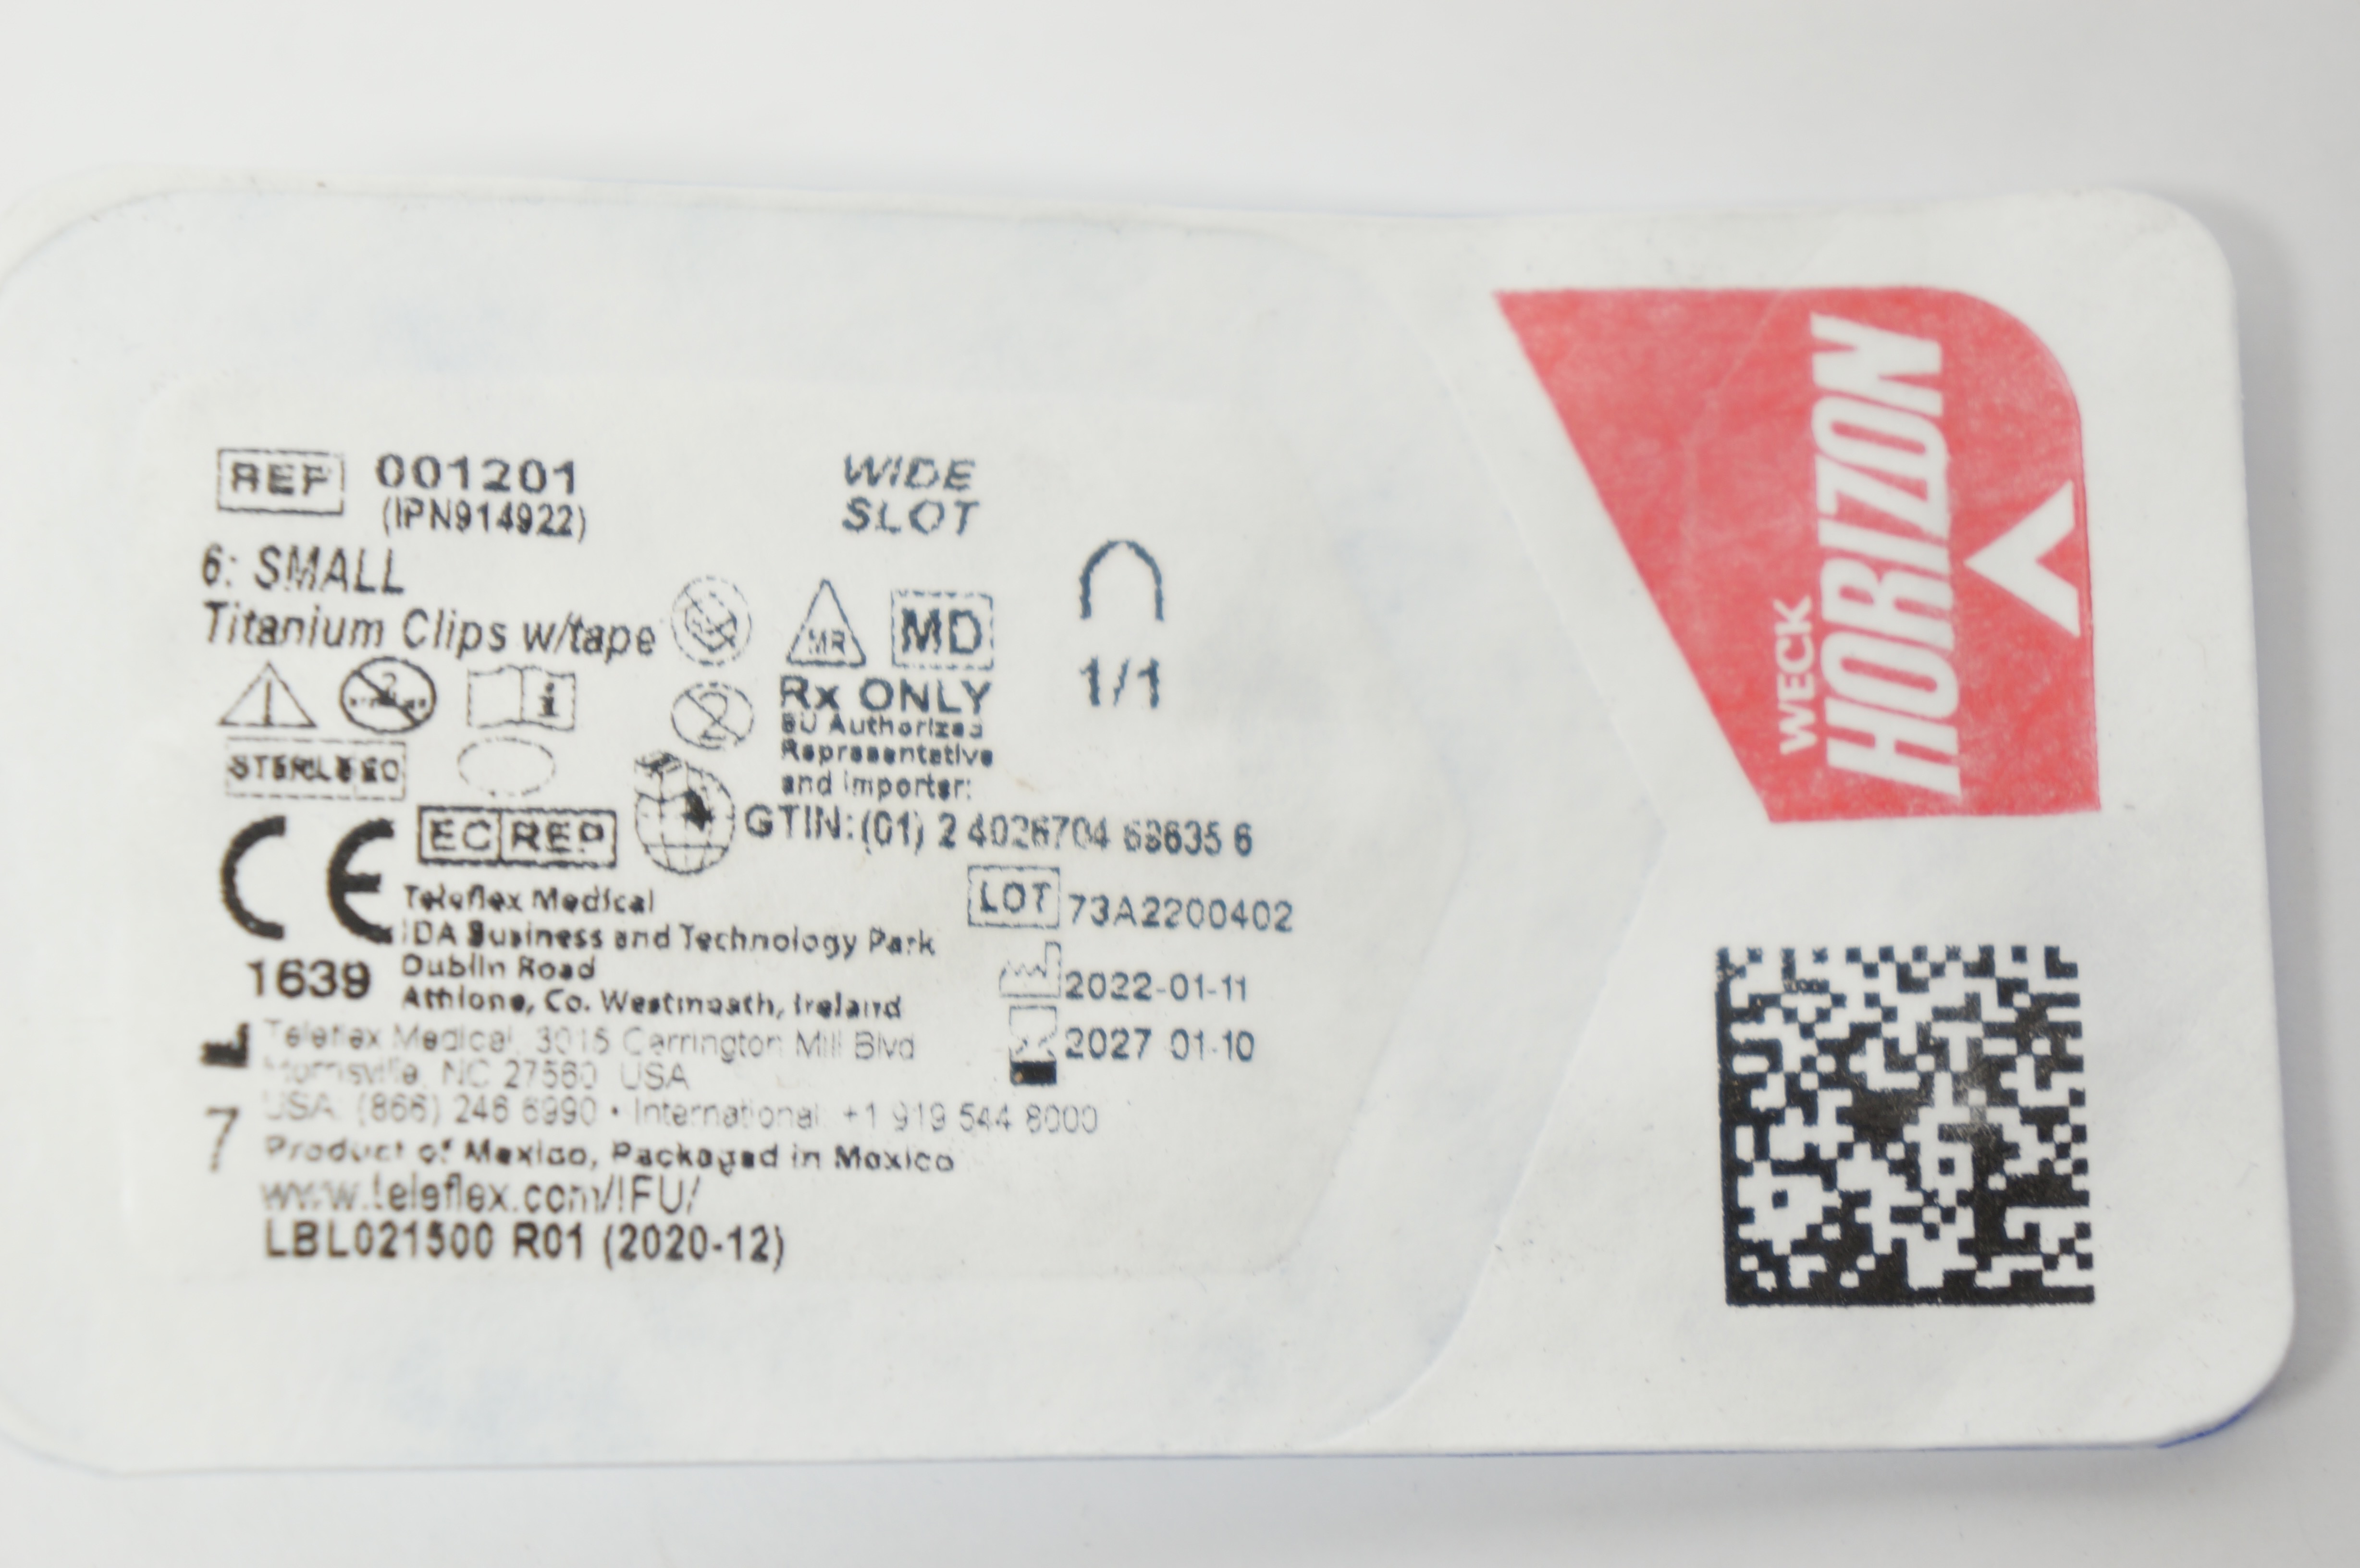 REF 001201
(IPN914922)
WIDE
SLOT
6: SMALL
Titanium Clips w/tape
MR
MD
1/1
Rx ONLY
EU Authorized
Representative
and Importer:
2
STERILE EO
EC REP
GTIN: (01) 2 4026704 68635 6
CE
1639
Teleflex Medical
IDA Business and Technology Park
Dublin Road
Athlone, Co. Westmeath, Ireland
LOT 73A2200402
2022-01-11
2027-01-10
Teleflex Medical, 3015 Carrington Mill Blvd
Morrisville, NC 27560 USA
USA: (866) 246 6990 • International: +1 919 544 8000
7
Product of Mexico, Packaged in Mexico
www.teleflex.com/IFU/
LBL021500 R01 (2020-12)
WECK
HORIZON